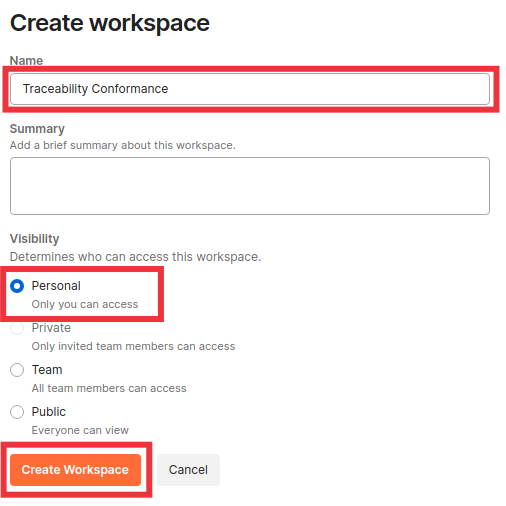 Create workspace
Name
Traceability Conformance
Summary
Add a brief summary about this workspace.
Visibility
Determines who can access this workspace.
Personal
Only you can access
Private
Only invited team members can access
Team
All team members can access
Public
Everyone can view
Create Workspace Cancel